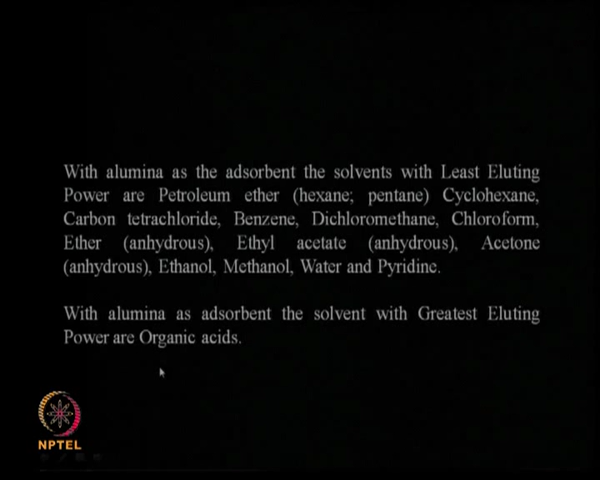 With alumina as the adsorbent the solvents with Least Eluting
Power are Petroleum ether (hexane; pentane) Cyclohexane,
Carbon tetrachloride, Benzene, Dichloromethane, Chloroform,
Ether (anhydrous), Ethyl acetate (anhydrous), Acetone
(anhydrous), Ethanol, Methanol, Water and Pyridine.
With alumina as adsorbent the solvent with Greatest Eluting
Power are Organic acids.
NPTEL